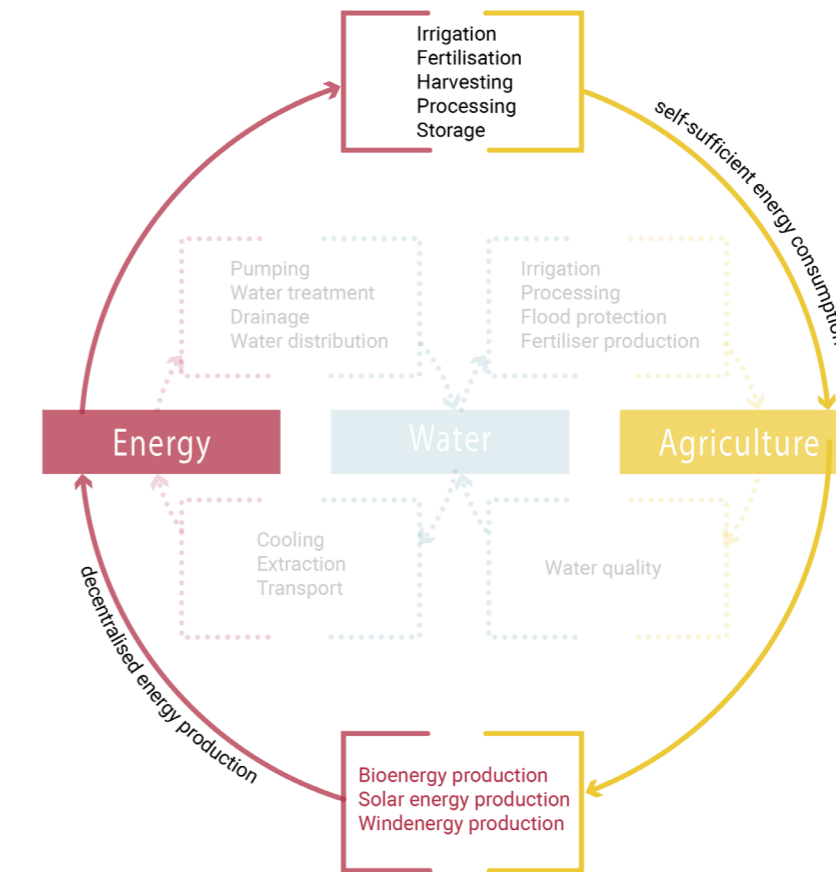 Irrigation
Fertilisation
Harvesting
Processing
Storage
self-sufficient energy consumption
Pumping
Water treatment
Drainage
Water distribution
Irrigation
Processing
Flood protection
Fertiliser production
Energy
Water
Agriculture
Cooling
Extraction
Transport
Water quality
decentralised energy production
Bioenergy production
Solar energy production
Windenergy production